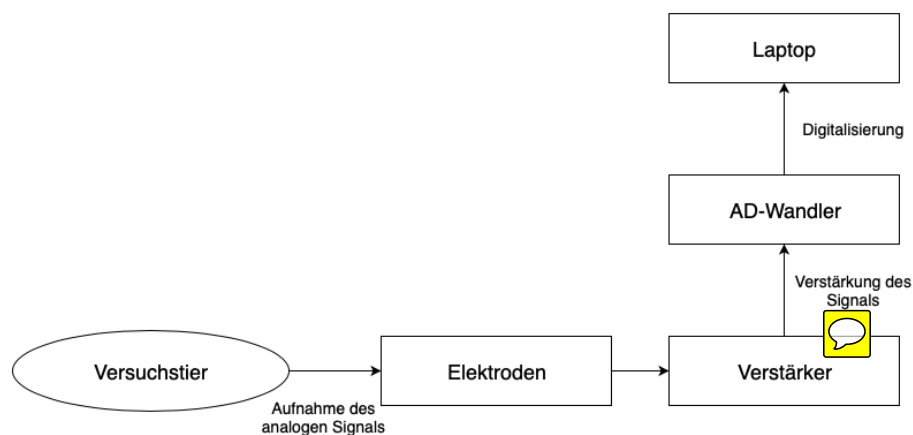 Laptop
Digitalisierung
AD-Wandler
Verstärkung des
Signals
Versuchstier
Elektroden
Verstärker
Aufnahme des
analogen Signals